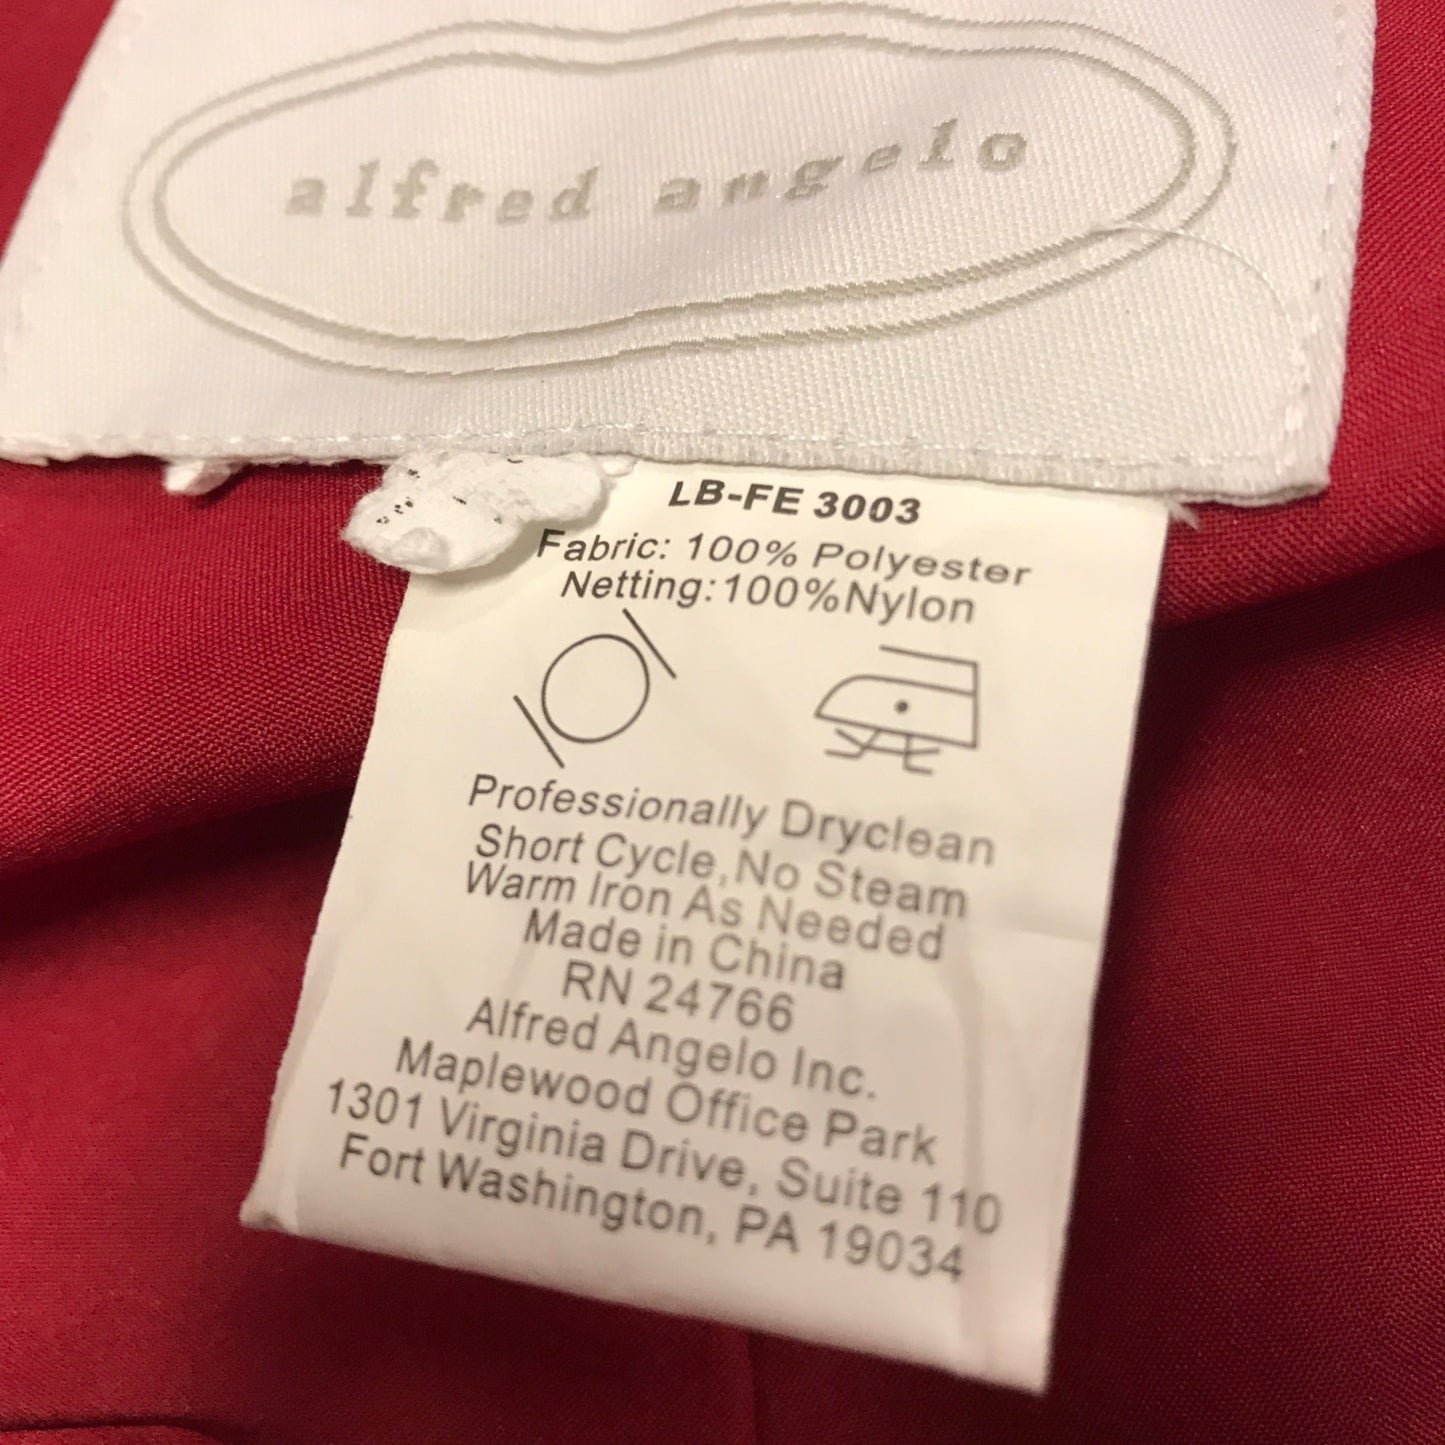 alfred angelo
LB-FE 3003
Fabric: 100% Polyester
Netting:100%Nylon
Professionally Dryclean
Short Cycle,No Steam
Warm Iron As Needed
Made in China
RN 24766
Alfred Angelo Inc.
Maplewood Office Park
1301 Virginia Drive, Suite 110
Fort Washington, PA 19034